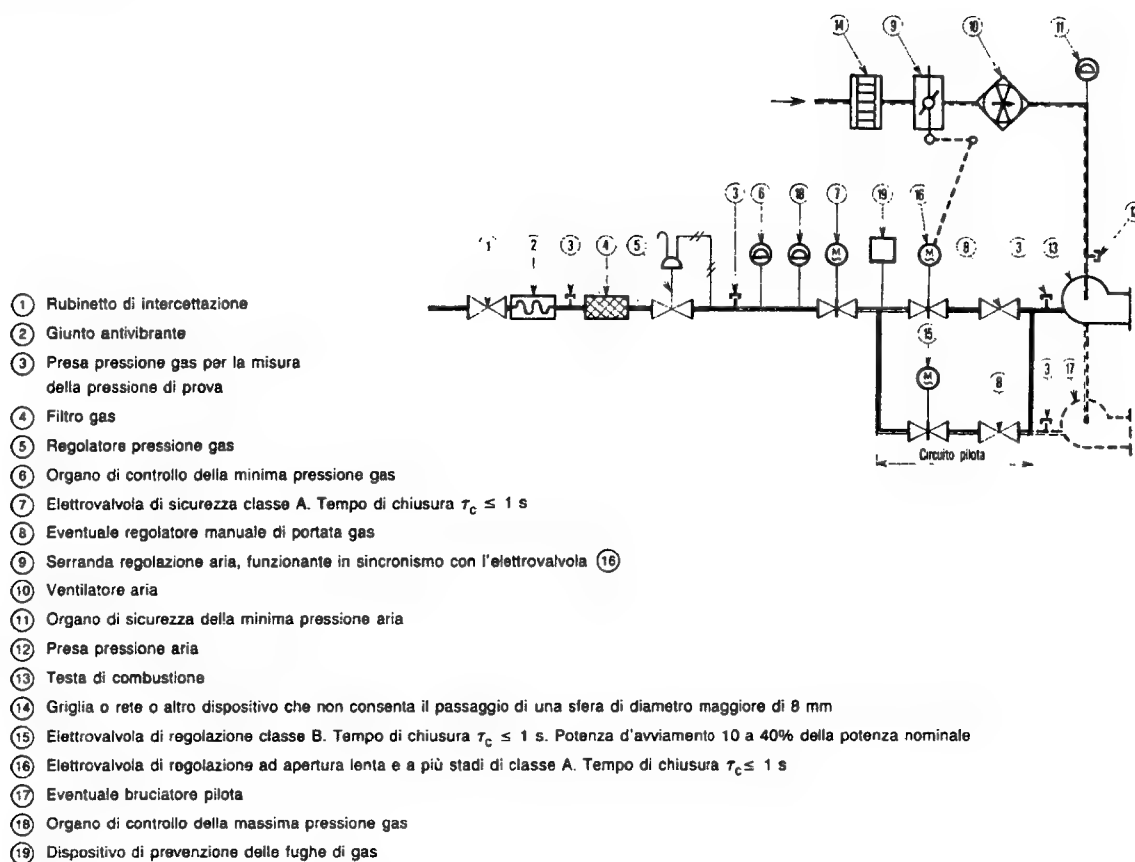 14 9 10 11
3 6 18 7 19 16
1 2 3 4 5 8 3 13
M M
15
M 8 3 17
Circuito pilota
1 Rubinetto di intercettazione
2 Giunto antivibrante
3 Presa pressione gas per la misura
della pressione di prova
4 Filtro gas
5 Regolatore pressione gas
6 Organo di controllo della minima pressione gas
7 Elettrovalvola di sicurezza classe A. Tempo di chiusura τc ≤ 1 s
8 Eventuale regolatore manuale di portata gas
9 Serranda regolazione aria, funzionante in sincronismo con l'elettrovalvola 16
10 Ventilatore aria
11 Organo di sicurezza della minima pressione aria
12 Presa pressione aria
13 Testa di combustione
14 Griglia o rete o altro dispositivo che non consenta il passaggio di una sfera di diametro maggiore di 8 mm
15 Elettrovalvola di regolazione classe B. Tempo di chiusura τc ≤ 1 s. Potenza d'avviamento 10 a 40% della potenza nominale
16 Elettrovalvola di regolazione ad apertura lenta e a più stadi di classe A. Tempo di chiusura τc ≤ 1 s
17 Eventuale bruciatore pilota
18 Organo di controllo della massima pressione gas
19 Dispositivo di prevenzione delle fughe di gas